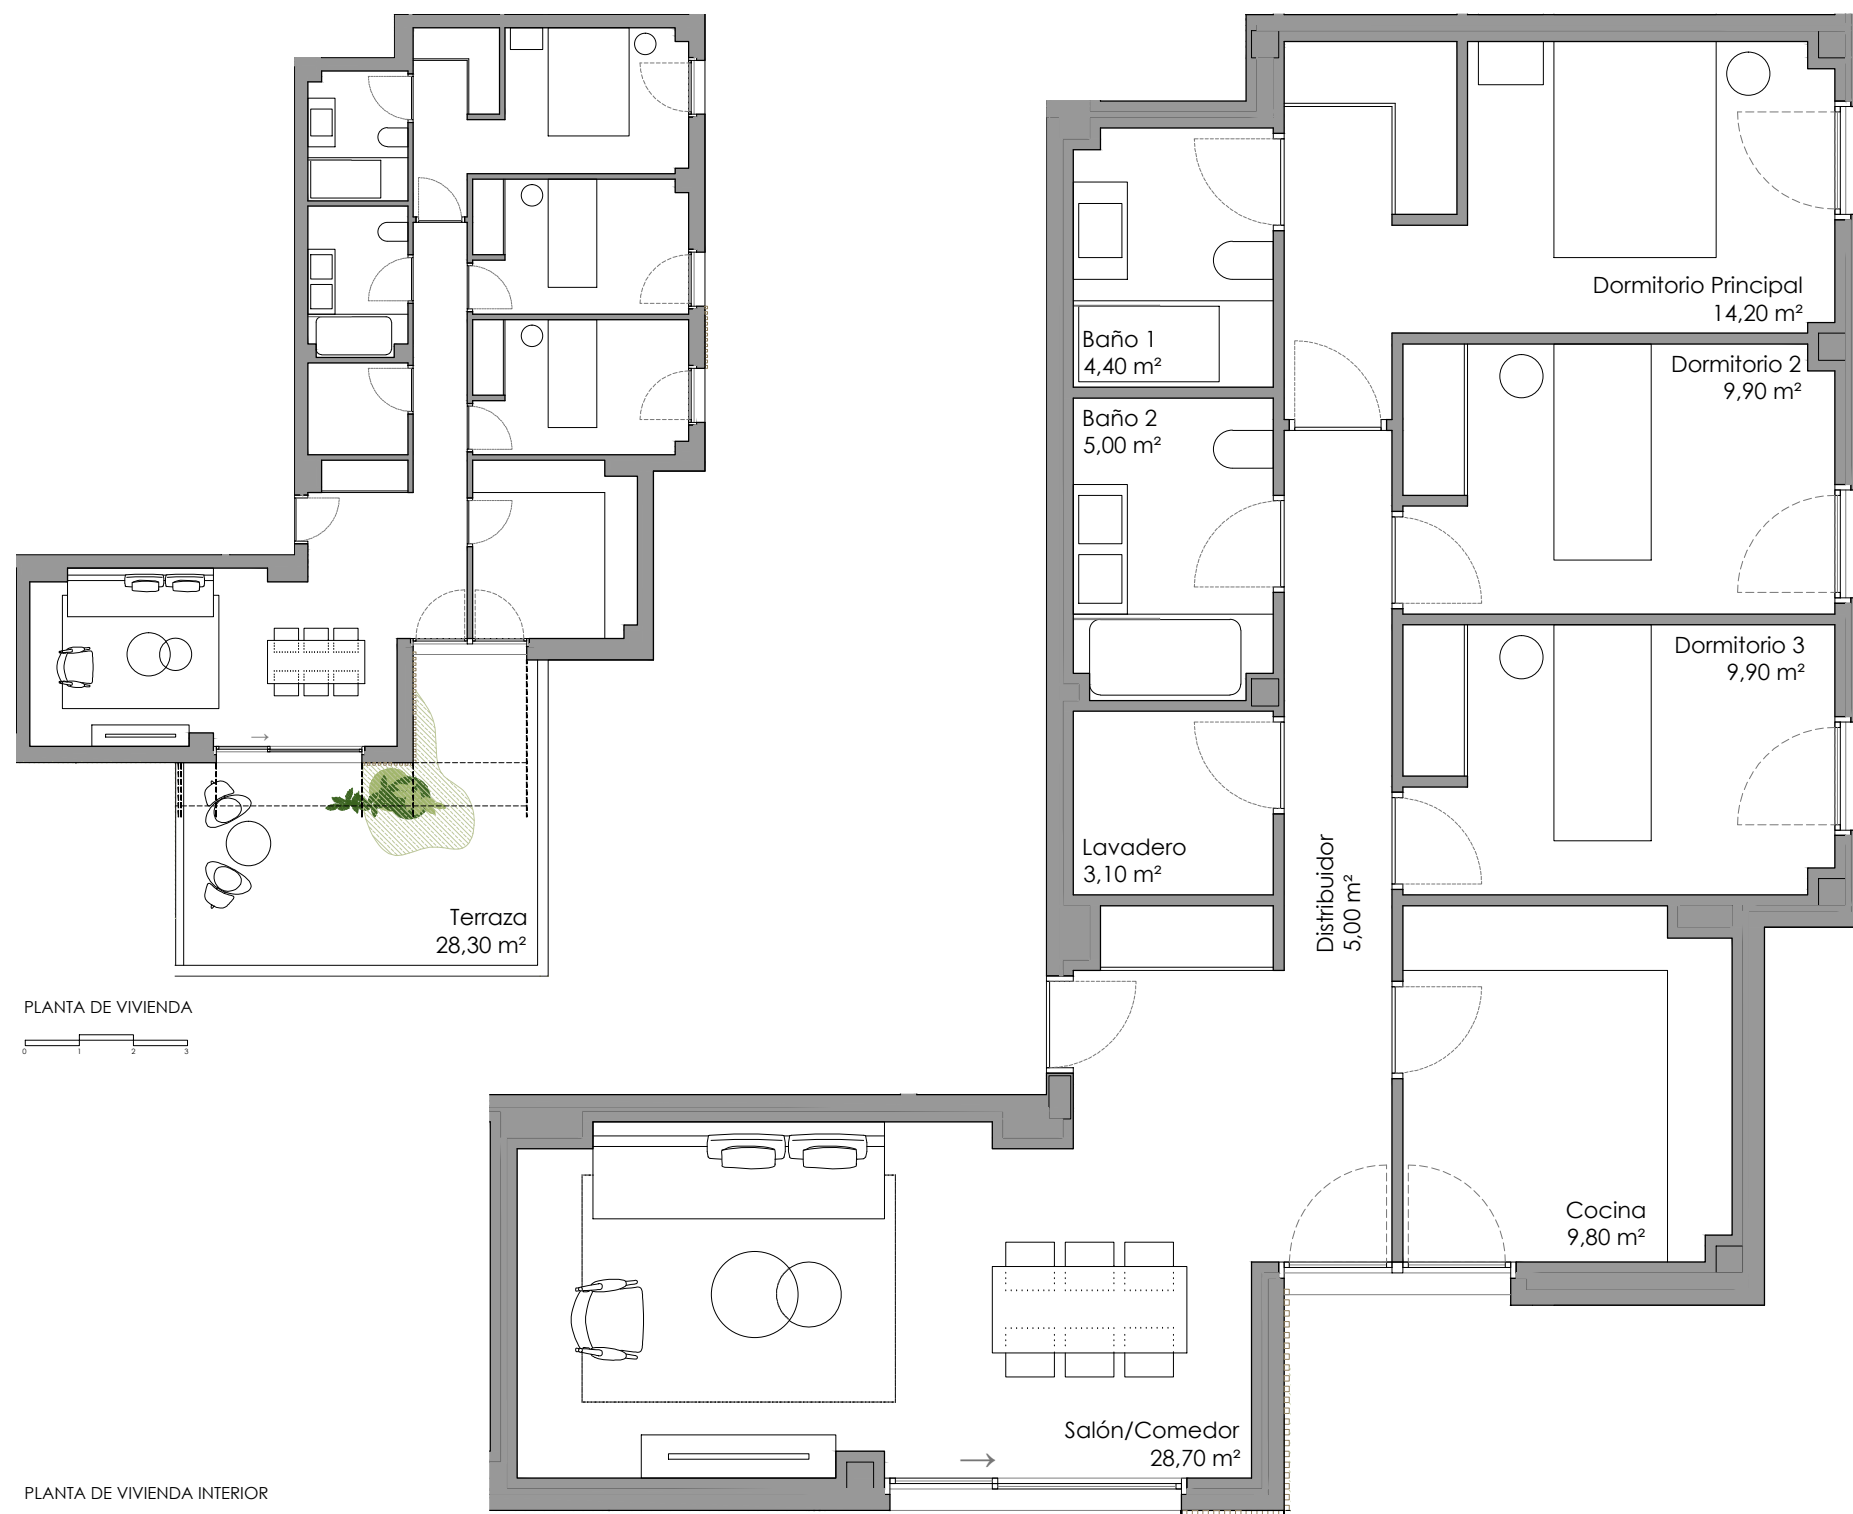 Dormitorio Principal
14,20 m²
Baño 1
4,40 m²
Dormitorio 2
9,90 m²
Baño 2
5,00 m²
Dormitorio 3
9,90 m²
Lavadero
3,10 m²
Distribuidor
5,00 m²
Terraza
28,30 m²
PLANTA DE VIVIENDA
0 1 2 3
Cocina
9,80 m²
Salón/Comedor
28,70 m²
PLANTA DE VIVIENDA INTERIOR